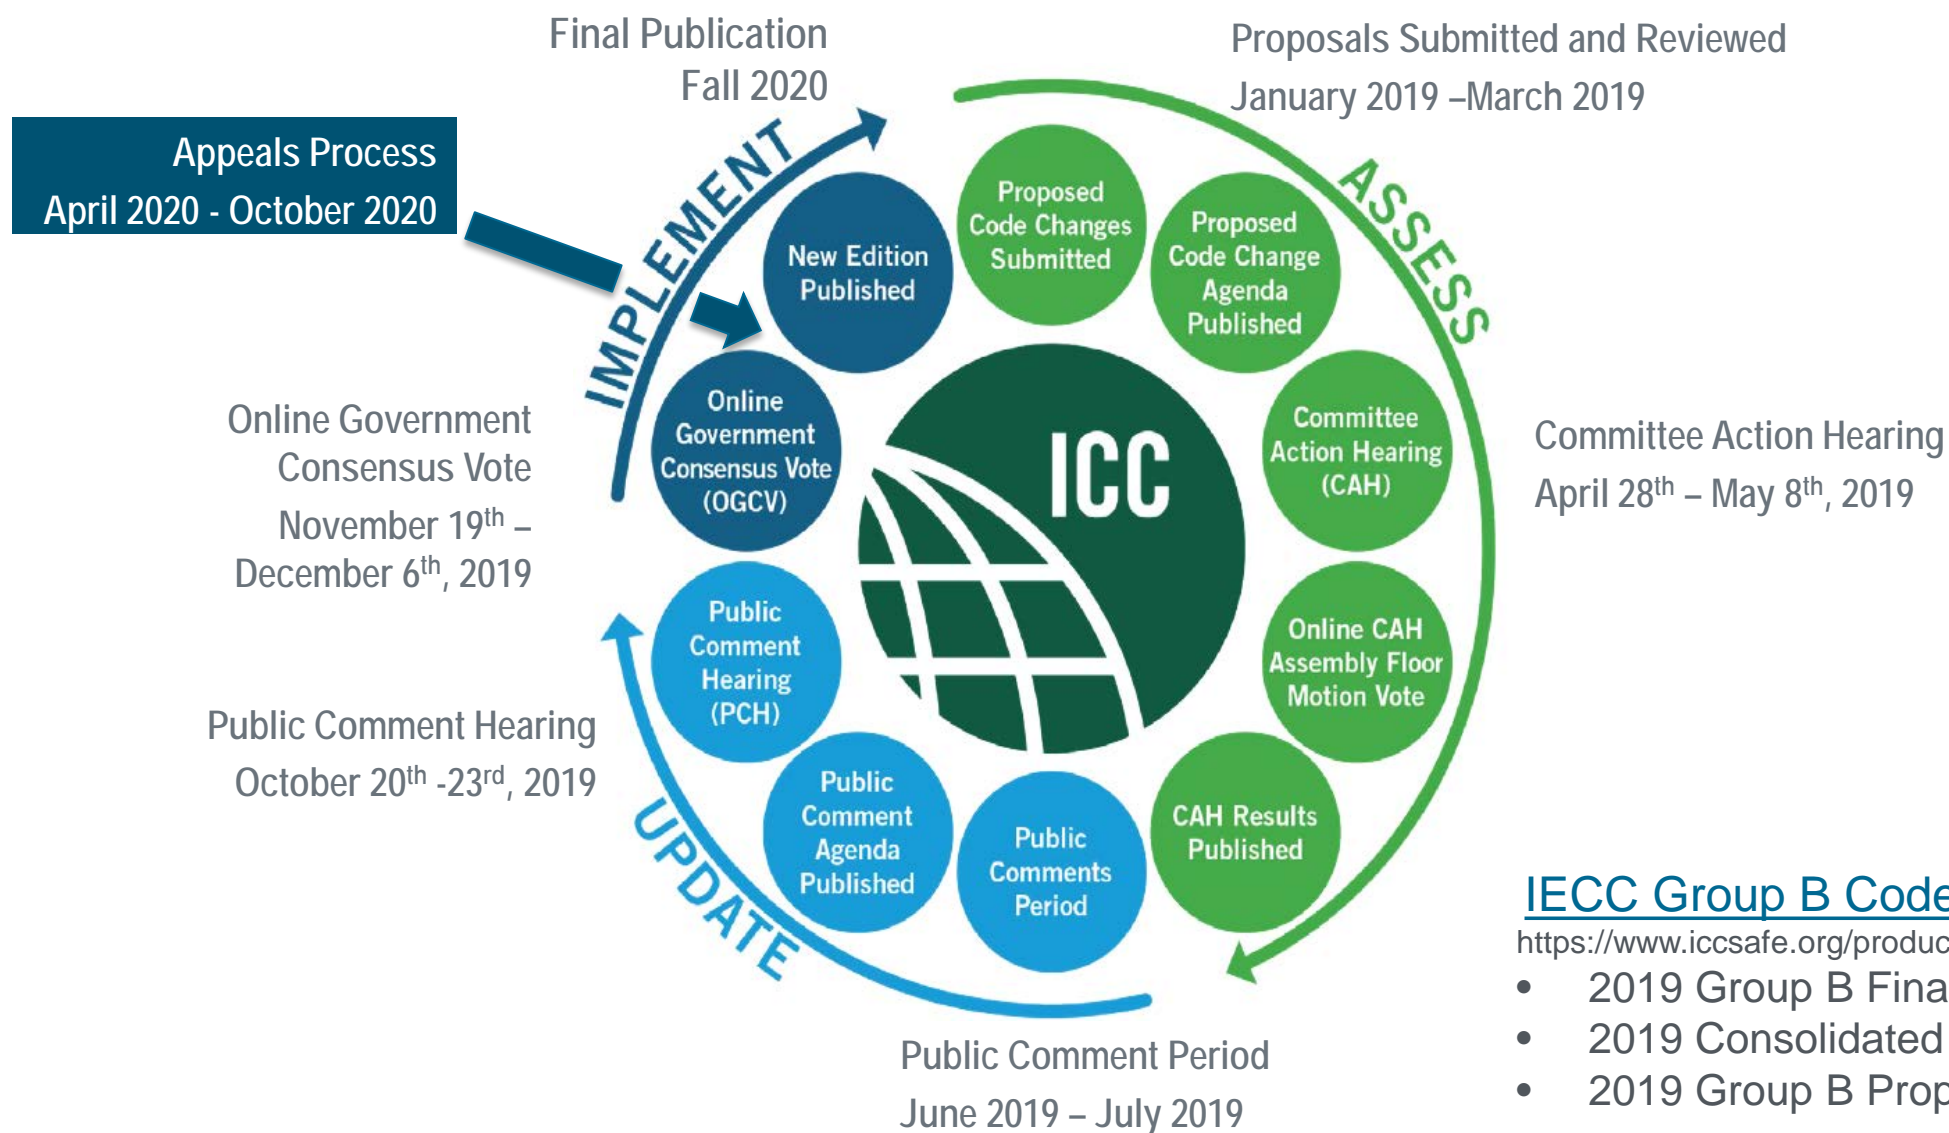 Final Publication
Fall 2020
Proposals Submitted and Reviewed
January 2019 –March 2019
Appeals Process
April 2020 - October 2020
IMPLEMENT
ASSESS
UPDATE
Proposed
Code Changes
Submitted
Proposed
Code Change
Agenda
Published
Committee
Action Hearing
(CAH)
Online CAH
Assembly Floor
Motion Vote
CAH Results
Published
Public
Comments
Period
Public
Comment
Agenda
Published
Public
Comment
Hearing
(PCH)
Online
Government
Consensus Vote
(OGCV)
New Edition
Published
ICC
Committee Action Hearing
April 28th – May 8th, 2019
Online Government
Consensus Vote
November 19th –
December 6th, 2019
Public Comment Hearing
October 20th -23rd, 2019
Public Comment Period
June 2019 – July 2019
IECC Group B Code
https://www.iccsafe.org/produc
• 2019 Group B Fina
• 2019 Consolidated
• 2019 Group B Prop